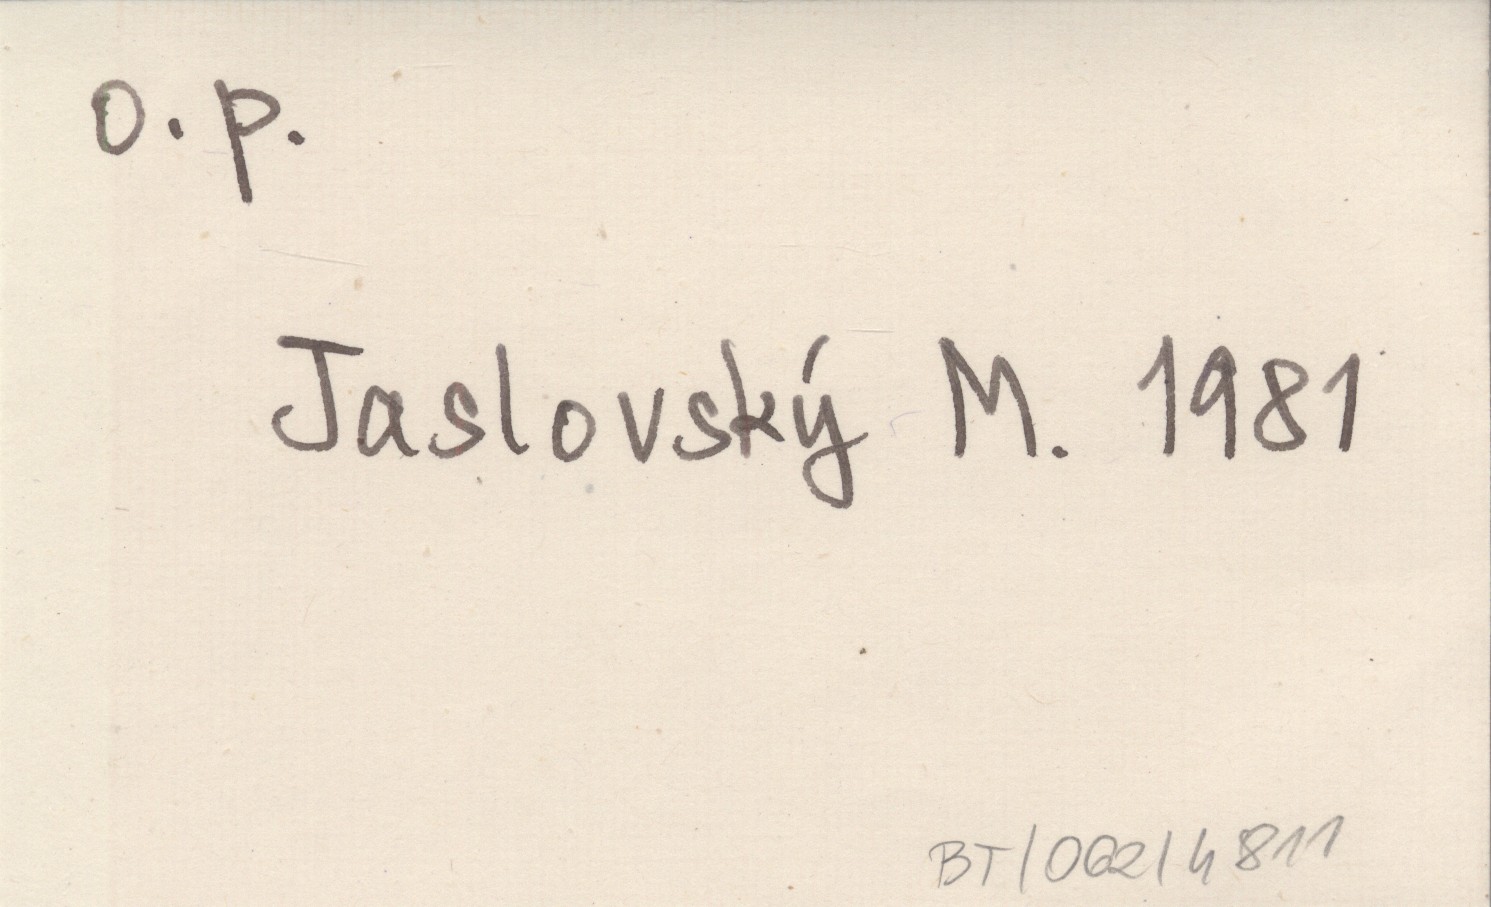 o. p.
Jaslovský M. 1981
BT/062/4811